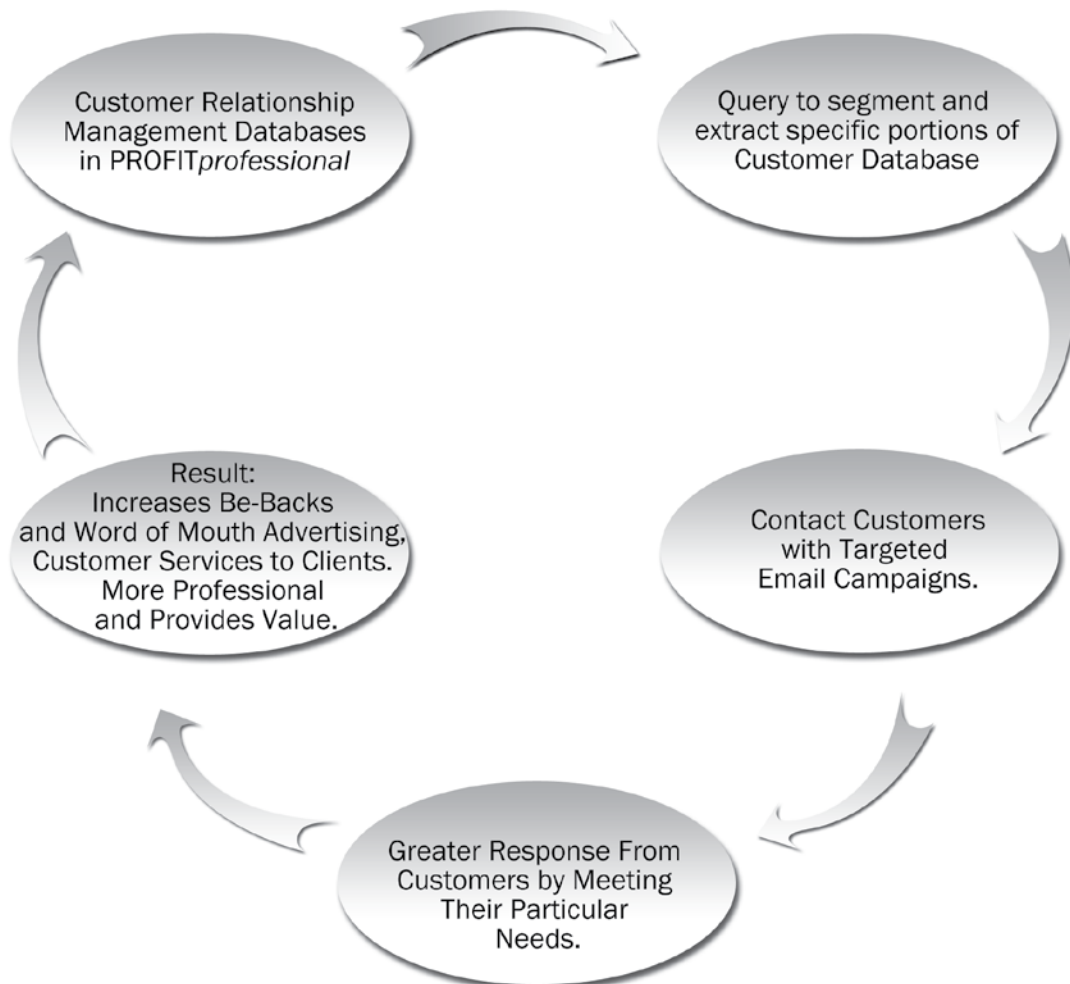 Customer Relationship
Management Databases
in PROFITprofessional
Query to segment and
extract specific portions of
Customer Database
Contact Customers
with Targeted
Email Campaigns.
Greater Response From
Customers by Meeting
Their Particular
Needs.
Result:
Increases Be-Backs
and Word of Mouth Advertising,
Customer Services to Clients.
More Professional
and Provides Value.